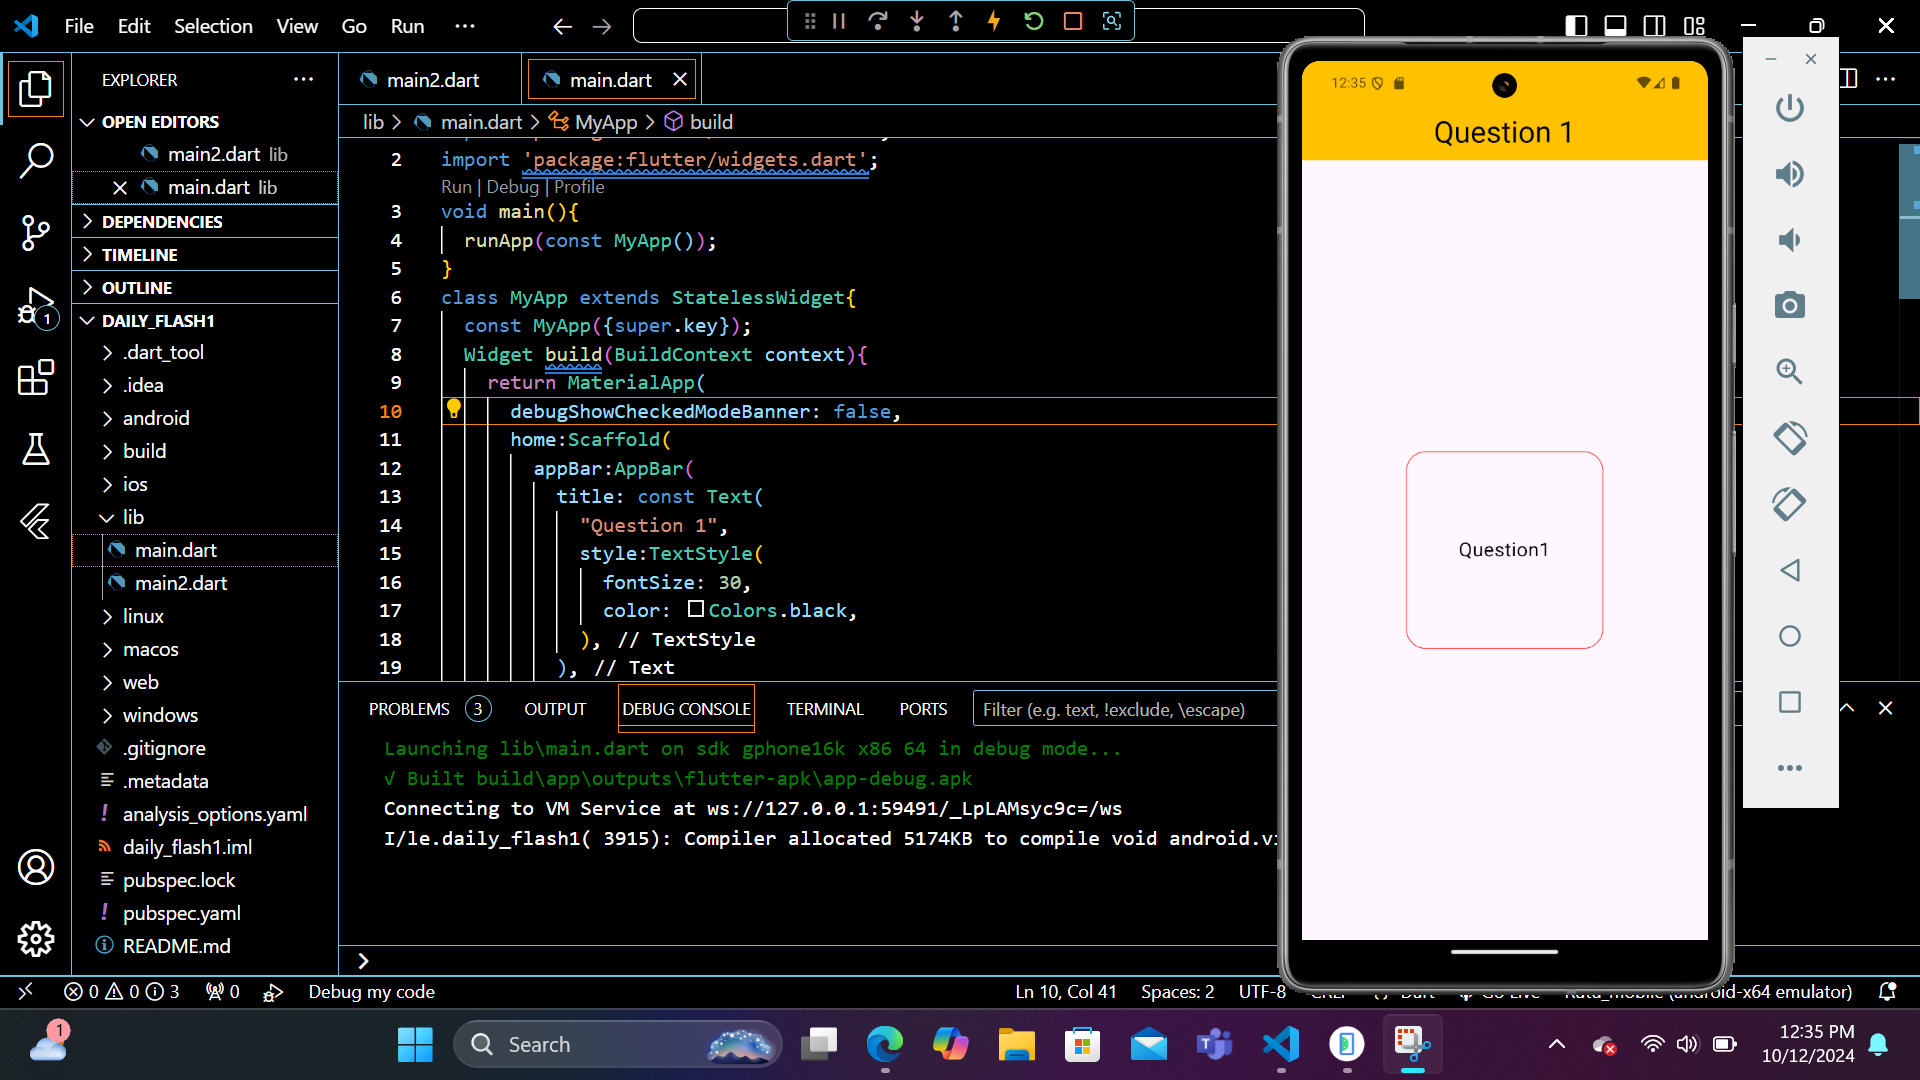 File Edit Selection View Go Run ...
EXPLORER ...
OPEN EDITORS
main2.dart lib
main.dart lib
DEPENDENCIES
TIMELINE
OUTLINE
DAILY_FLASH1
.dart_tool
.idea
android
build
ios
lib
main.dart
main2.dart
linux
macos
web
windows
.gitignore
.metadata
analysis_options.yaml
daily_flash1.iml
pubspec.lock
pubspec.yaml
README.md
1
main2.dart main.dart
lib > main.dart > MyApp > build
2 import 'package:flutter/widgets.dart';
Run | Debug | Profile
3 void main(){
4 runApp(const MyApp());
5 }
6 class MyApp extends StatelessWidget{
7 const MyApp({super.key});
8 Widget build(BuildContext context){
9 return MaterialApp(
10 debugShowCheckedModeBanner: false,
11 home:Scaffold(
12 appBar:AppBar(
13 title: const Text(
14 "Question 1",
15 style:TextStyle(
16 fontSize: 30,
17 color: Colors.black,
18 ), // TextStyle
19 ), // Text
PROBLEMS 3 OUTPUT DEBUG CONSOLE TERMINAL PORTS Filter (e.g. text, !exclude, \escape)
Launching lib\main.dart on sdk gphone16k x86 64 in debug mode...
√ Built build\app\outputs\flutter-apk\app-debug.apk
Connecting to VM Service at ws://127.0.0.1:59491/_LpLAMsyc9c=/ws
I/le.daily_flash1( 3915): Compiler allocated 5174KB to compile void android.vi
>
12:35
Question 1
Question1
0 0 3 0 Debug my code Ln 10, Col 41 Spaces: 2 UTF-8 (android-x64 emulator)
1
Search
12:35 PM
10/12/2024